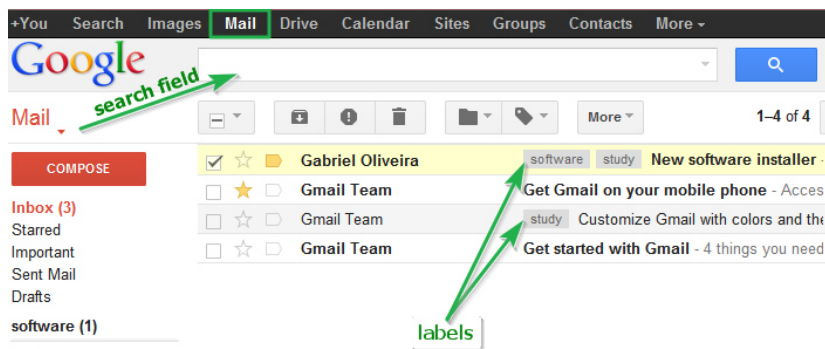 +You Search Images Mail Drive Calendar Sites Groups Contacts More
Google
search field
Mail
More
1–4 of 4
COMPOSE
Gabriel Oliveira software study New software installer -
Gmail Team Get Gmail on your mobile phone - Acces
Gmail Team study Customize Gmail with colors and the
Gmail Team Get started with Gmail - 4 things you need
Inbox (3)
Starred
Important
Sent Mail
Drafts
software (1)
labels